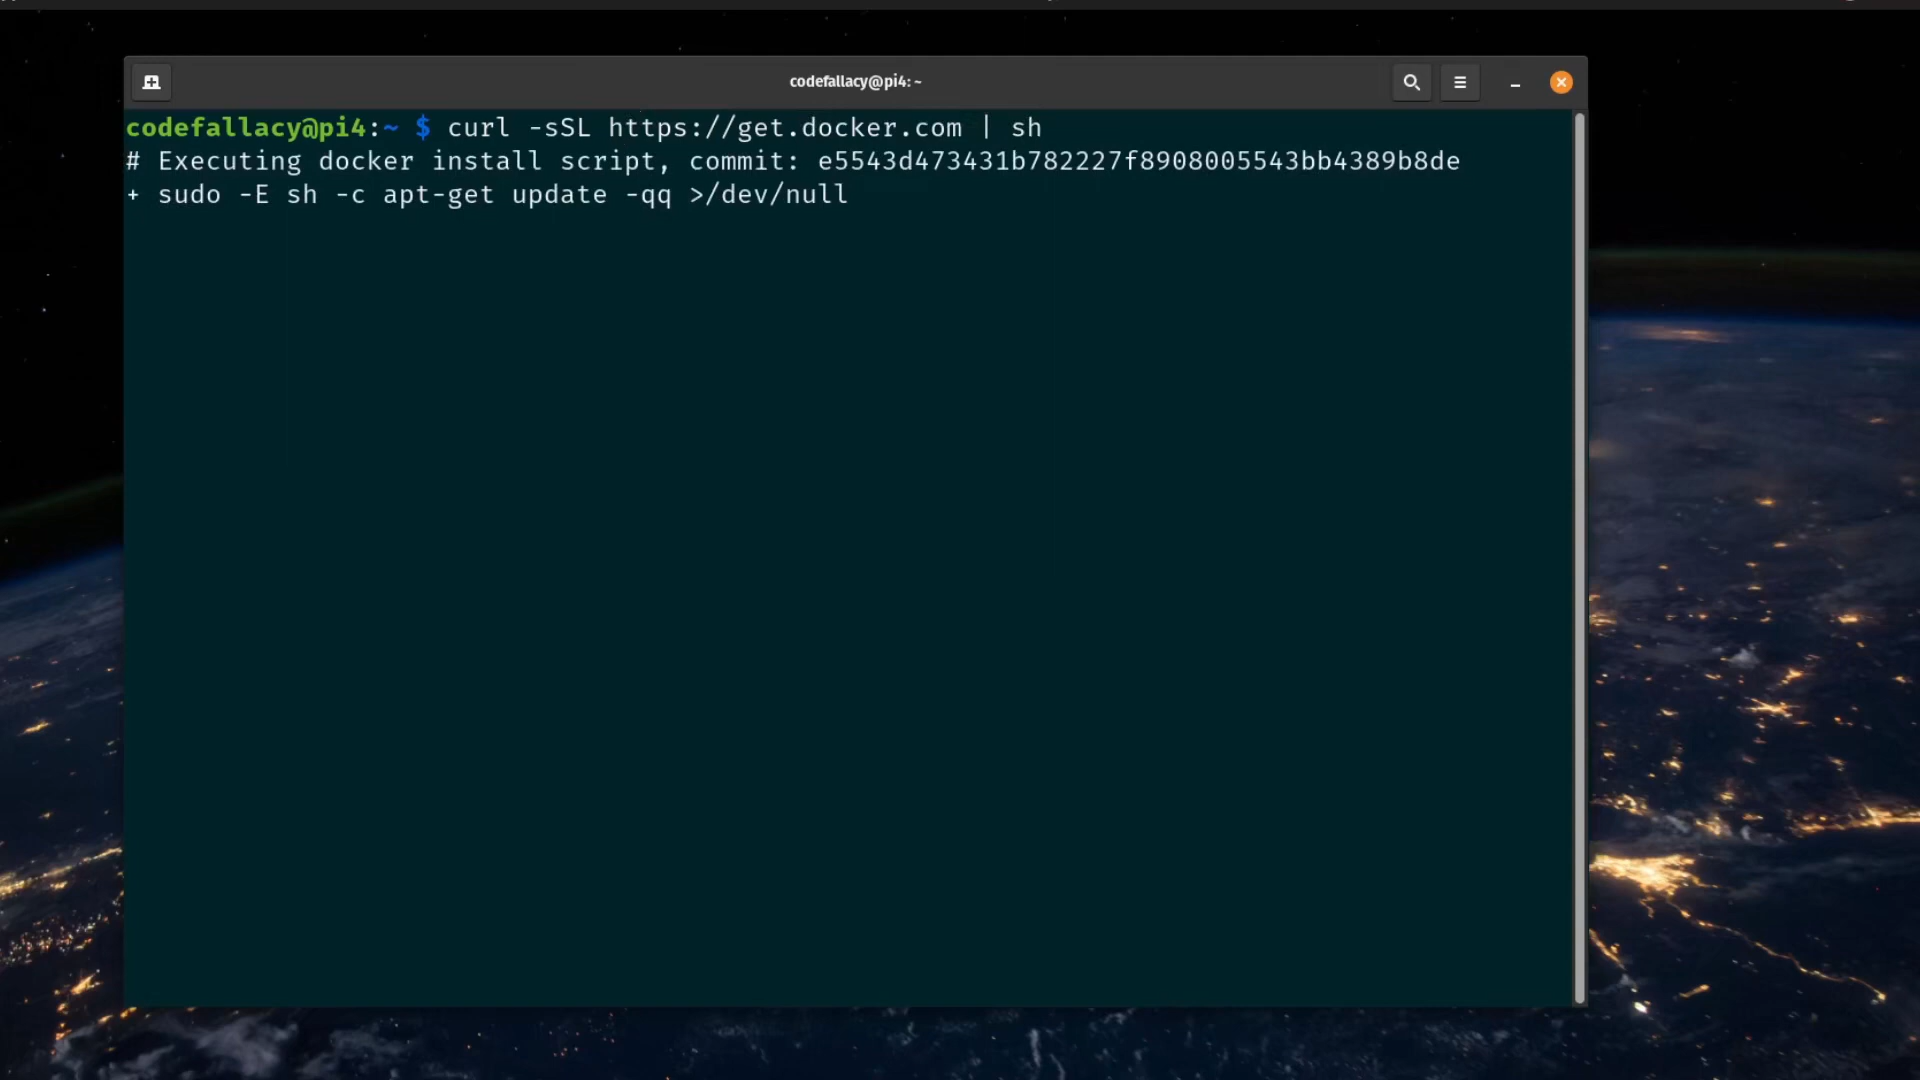 codefallacy@pi4: ~
codefallacy@pi4:~ $ curl -sSL https://get.docker.com | sh
# Executing docker install script, commit: e5543d473431b782227f8908005543bb4389b8de
+ sudo -E sh -c apt-get update -qq >/dev/null